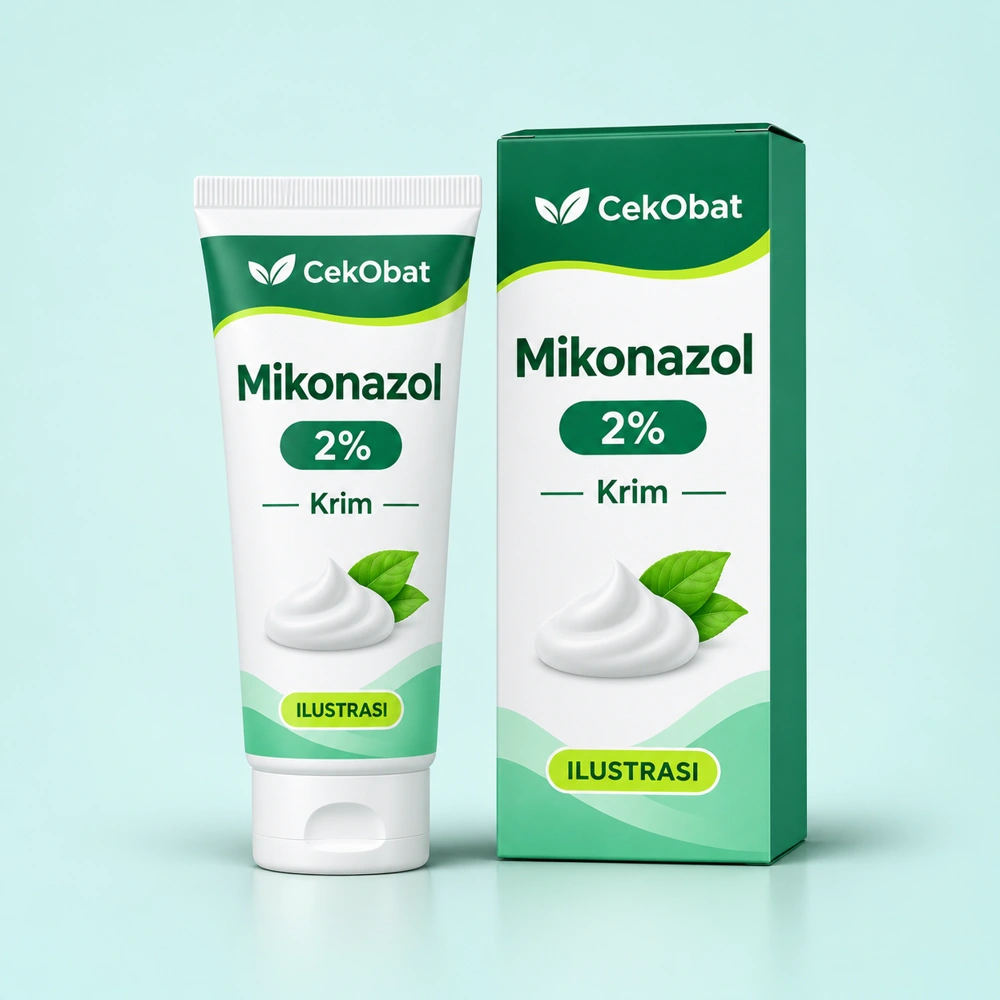 CekObat
Mikonazol
2%
Krim
ILUSTRASI
CekObat
Mikonazol
2%
Krim
ILUSTRASI